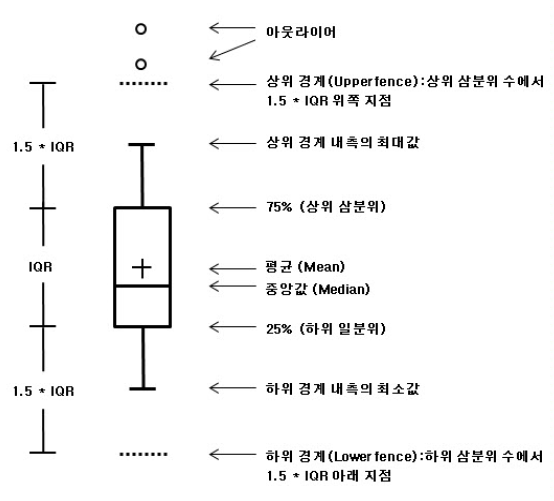 아웃라이어
상위 경계(Upperfence):상위 삼분위 수에서
1.5 * IQR 위쪽 지점
1.5 * IQR
상위 경계 내측의 최대값
75% (상위 삼분위)
IQR
평균 (Mean)
중앙값 (Median)
25% (하위 일분위)
1.5 * IQR
하위 경계 내측의 최소값
하위 경계(Lower fence):하위 삼분위 수에서
1.5 * IQR 아래 지점